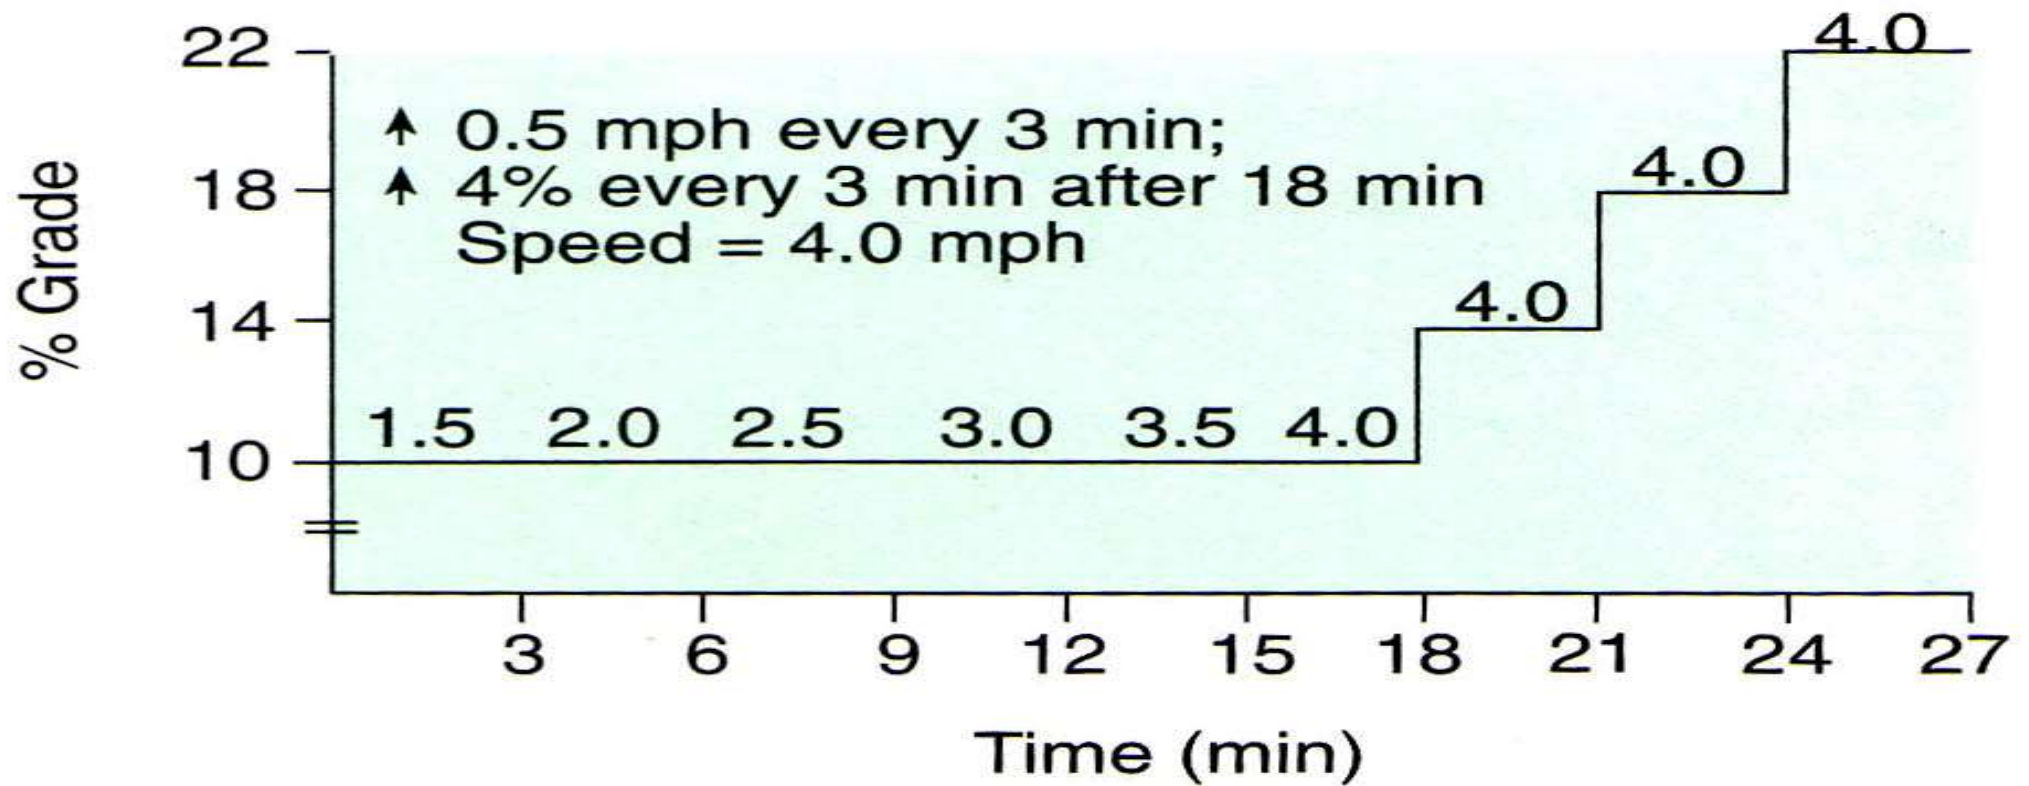 4.0
22
↑ 0.5 mph every 3 min;
4.0
18
↑ 4% every 3 min after 18 min
Speed = 4.0 mph
% Grade
4.0
14
1.5 2.0 2.5 3.0 3.5 4.0
10
3 6 9 12 15 18 21 24 27
Time (min)